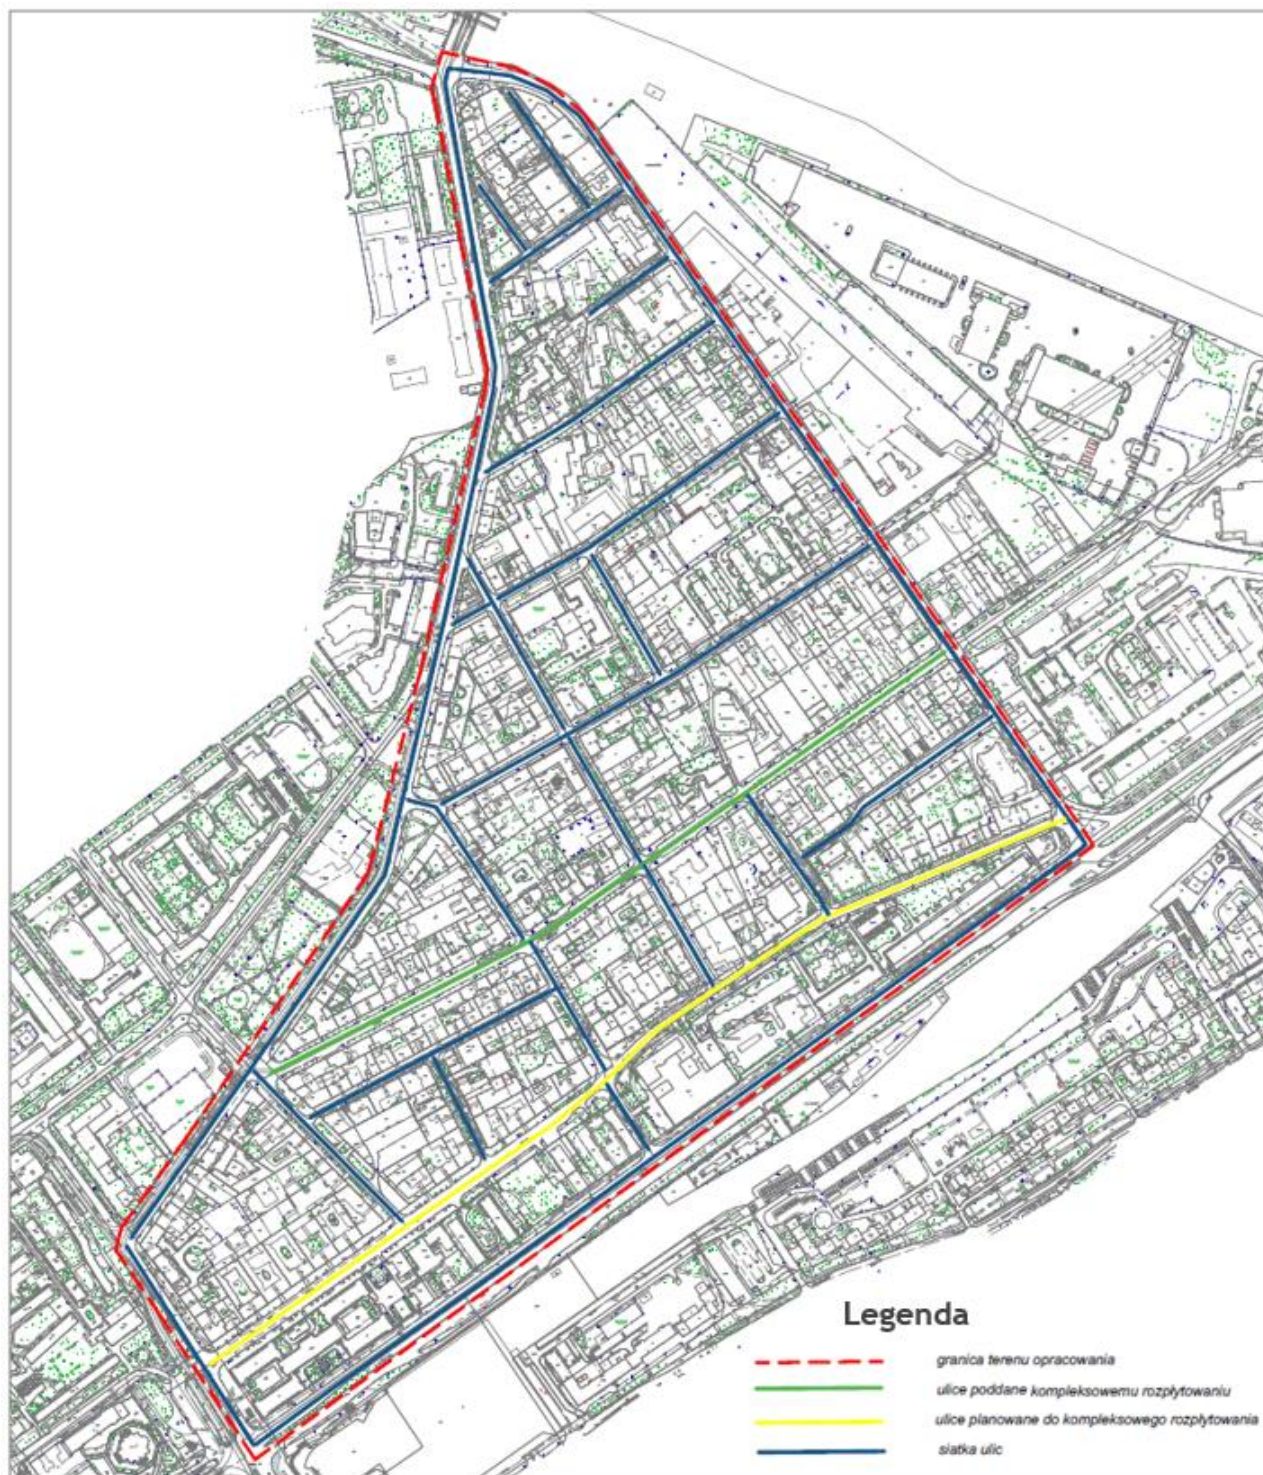 Legenda
granica terenu opracowania
ulice poddane kompleksowemu rozpłytowaniu
ulice planowane do kompleksowego rozpłytowania
siatka ulic